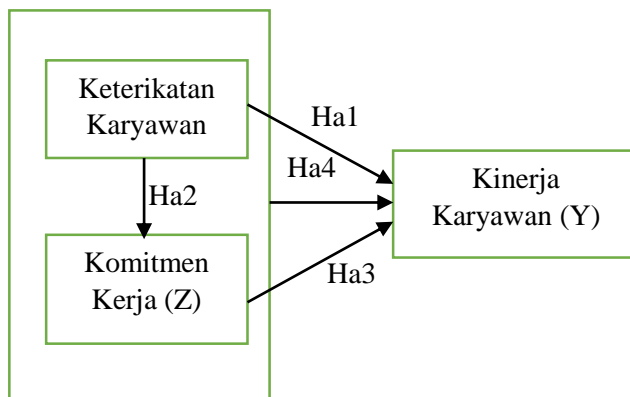 Keterikatan
Karyawan
Ha1
Ha4
Kinerja
Karyawan (Y)
Ha2
Komitmen
Kerja (Z)
Ha3